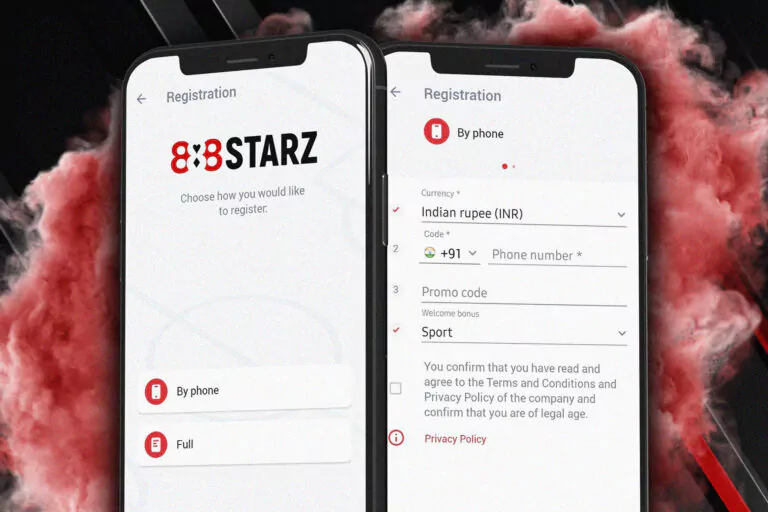 Registration
888STARZ
Choose how you would like
to register:
By phone
Full
Registration
By phone
Currency *
Indian rupee (INR)
Code *
2
+91
Phone number *
3
Promo code
Welcome bonus
Sport
You confirm that you have read and
agree to the Terms and Conditions and
Privacy Policy of the company and
confirm that you are of legal age.
Privacy Policy